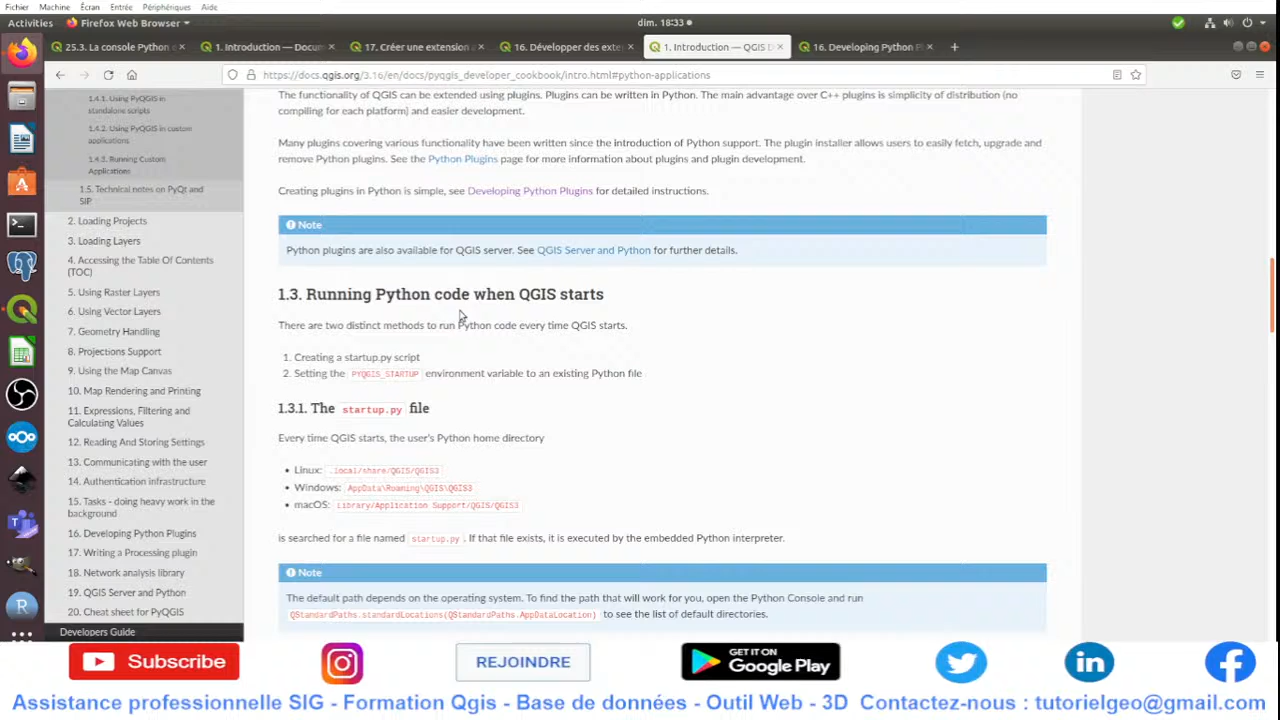 Fichier Machine Écran Entrée Périphériques Aide
Activities Firefox Web Browser dim. 18:33
25.3. La console Python c 1. Introduction — Docum 17. Créer une extension 16. Développer des exte 1. Introduction — QGIS D 16. Developing Python P
https://docs.qgis.org/3.16/en/docs/pyqgis_developer_cookbook/intro.html#python-applications
1.4.1. Using PyQGIS in
standalone scripts
1.4.2. Using PyQGIS in custom
applications
1.4.3. Running Custom
Applications
1.5. Technical notes on PyQt and
SIP
2. Loading Projects
3. Loading Layers
4. Accessing the Table Of Contents
(TOC)
5. Using Raster Layers
6. Using Vector Layers
7. Geometry Handling
8. Projections Support
9. Using the Map Canvas
10. Map Rendering and Printing
11. Expressions, Filtering and
Calculating Values
12. Reading And Storing Settings
13. Communicating with the user
14. Authentication infrastructure
15. Tasks - doing heavy work in the
background
16. Developing Python Plugins
17. Writing a Processing plugin
18. Network analysis library
19. QGIS Server and Python
20. Cheat sheet for PyQGIS
Developers Guide
The functionality of QGIS can be extended using plugins. Plugins can be written in Python. The main advantage over C++ plugins is simplicity of distribution (no
compiling for each platform) and easier development.
Many plugins covering various functionality have been written since the introduction of Python support. The plugin installer allows users to easily fetch, upgrade and
remove Python plugins. See the Python Plugins page for more information about plugins and plugin development.
Creating plugins in Python is simple, see Developing Python Plugins for detailed instructions.
Note
Python plugins are also available for QGIS server. See QGIS Server and Python for further details.
1.3. Running Python code when QGIS starts
There are two distinct methods to run Python code every time QGIS starts.
1. Creating a startup.py script
2. Setting the PYQGIS_STARTUP environment variable to an existing Python file
1.3.1. The startup.py file
Every time QGIS starts, the user's Python home directory
• Linux: .local/share/QGIS/QGIS3
• Windows: AppData\Roaming\QGIS\QGIS3
• macOS: Library/Application Support/QGIS/QGIS3
is searched for a file named startup.py. If that file exists, it is executed by the embedded Python interpreter.
Note
The default path depends on the operating system. To find the path that will work for you, open the Python Console and run
QStandardPaths.standardLocations(QStandardPaths.AppDataLocation) to see the list of default directories.
Subscribe REJOINDRE GET IT ON Google Play
Assistance professionnelle SIG - Formation Qgis - Base de données - Outil Web - 3D Contactez-nous : tutorielgeo@gmail.com